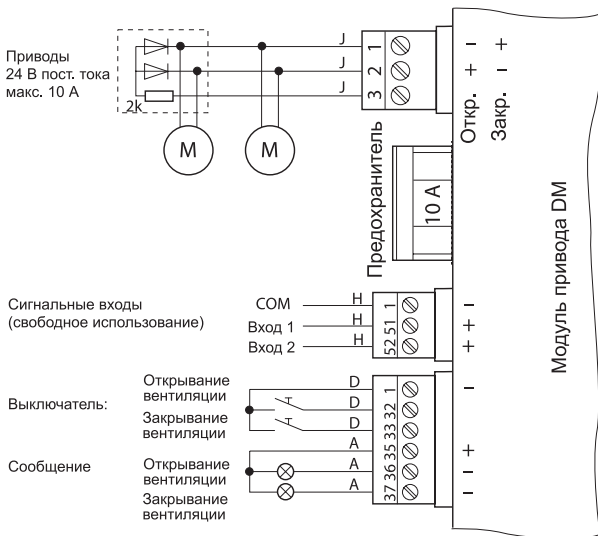 Приводы
24 В пост. тока
макс. 10 А
2k
M
M
J
J
J
1
2
3
− +
+ −
Откр.
Закр.
Предохранитель
10 А
Модуль привода DM
Сигнальные входы
(свободное использование)
COM
Вход 1
Вход 2
H
H
H
1
51
52
−
+
+
Выключатель:
Открывание
вентиляции
Закрывание
вентиляции
D
D
D
1
32
33
−
Сообщение
Открывание
вентиляции
Закрывание
вентиляции
A
A
A
35
36
37
+
−
−